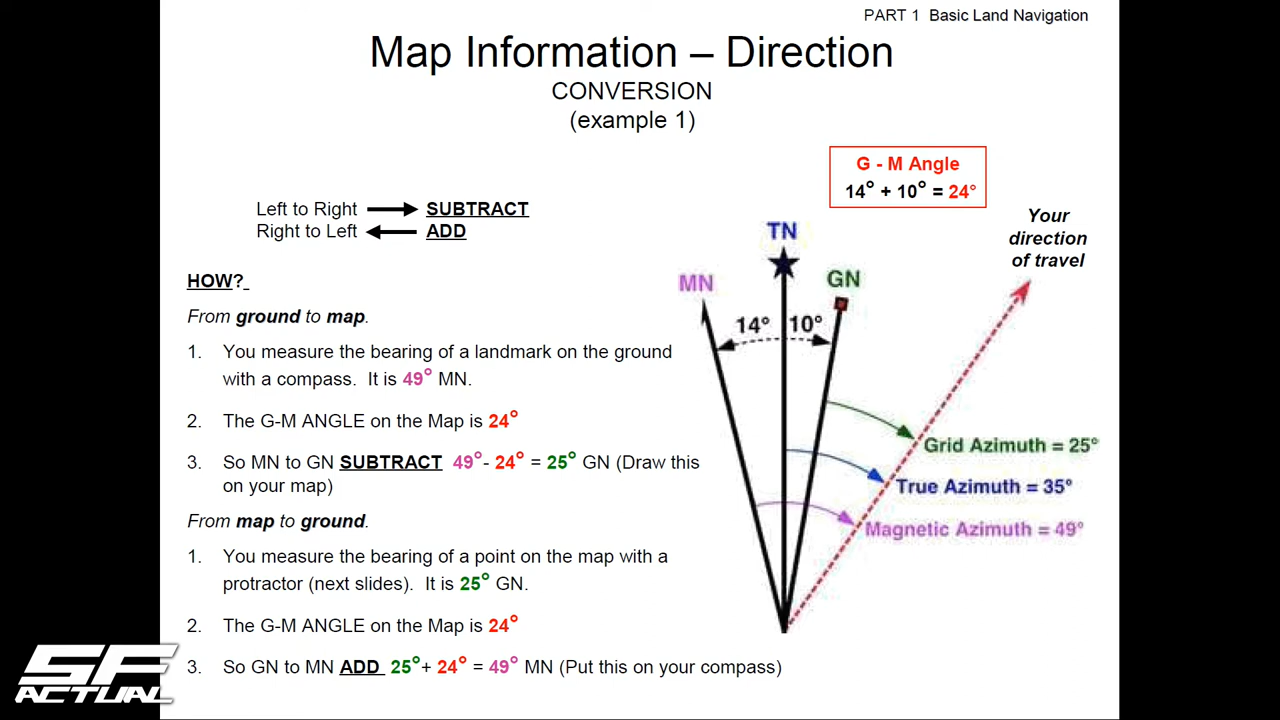 PART 1 Basic Land Navigation
Map Information – Direction
CONVERSION
(example 1)
G - M Angle
14° + 10° = 24°
Left to Right SUBTRACT
Right to Left ADD
Your
direction
of travel
TN
MN
GN
14° 10°
HOW?
From ground to map.
1. You measure the bearing of a landmark on the ground
with a compass. It is 49° MN.
2. The G-M ANGLE on the Map is 24°
3. So MN to GN SUBTRACT 49°- 24° = 25° GN (Draw this
on your map)
Grid Azimuth = 25°
True Azimuth = 35°
Magnetic Azimuth = 49°
From map to ground.
1. You measure the bearing of a point on the map with a
protractor (next slides). It is 25° GN.
2. The G-M ANGLE on the Map is 24°
3. So GN to MN ADD 25°+ 24° = 49° MN (Put this on your compass)
SF
ACTUAL